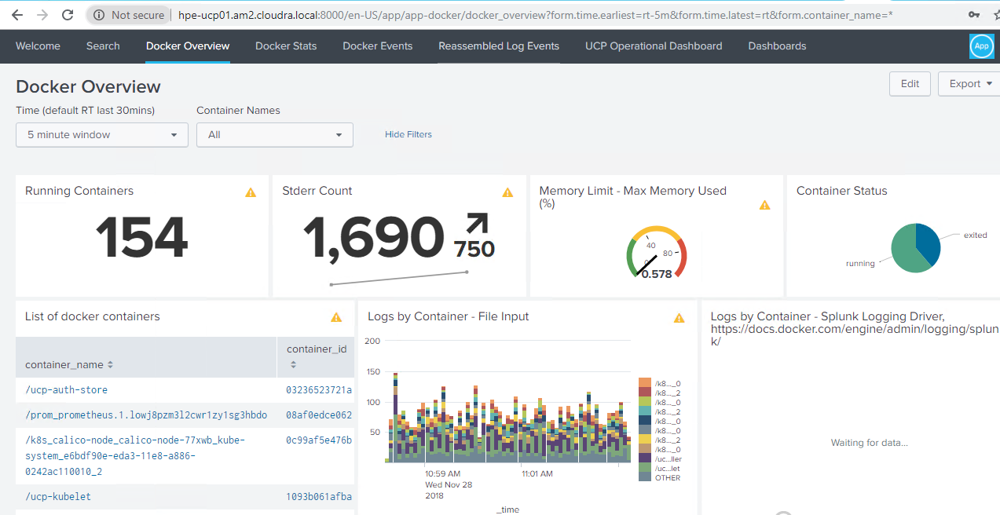 Not secure
hpe-ucp01.am2.cloudra.local:8000/en-US/app/app-docker/docker_overview?form.time.earliest=rt-5m&form.time.latest=rt&form.container_name=*
Welcome
Search
Docker Overview
Docker Stats
Docker Events
Reassembled Log Events
UCP Operational Dashboard
Dashboards
App
Docker Overview
Edit
Export
Time (default RT last 30mins)
Container Names
5 minute window
All
Hide Filters
Running Containers
154
Stderr Count
1,690
750
Memory Limit - Max Memory Used
(%)
0
40
80
0.578
Container Status
exited
running
List of docker containers
container_name
container_id
/ucp-auth-store
03236523721a
/prom_prometheus.1.lowj8pzm3l2cwr1zy1sg3hbdo
08af0edce062
/k8s_calico-node_calico-node-77xwb_kube-
system_e6bdf90e-eda3-11e8-a886-
0242ac110010_2
0c99af5e476b
/ucp-kubelet
1093b061afba
Logs by Container - File Input
200
150
100
50
10:59 AM
Wed Nov 28
2018
11:01 AM
_time
/k8..._0
/k8..._2
/k8..._0
/k8..._2
/k8..._0
/k8..._0
/k8..._2
/k8..._0
/uc...ller
/uc...let
OTHER
Logs by Container - Splunk Logging Driver,
https://docs.docker.com/engine/admin/logging/splun
k/
Waiting for data...